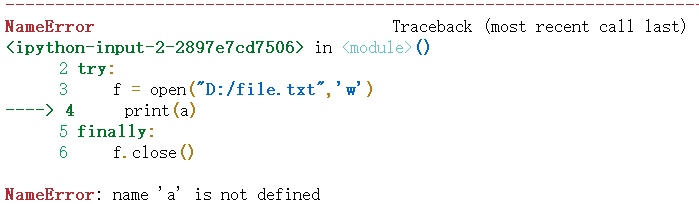 ---------------------------------------------------------------------------
NameError                                 Traceback (most recent call last)
<ipython-input-2-2897e7cd7506> in <module>()
      2 try:
      3     f = open("D:/file.txt",'w')
----> 4     print(a)
      5 finally:
      6     f.close()
NameError: name 'a' is not defined